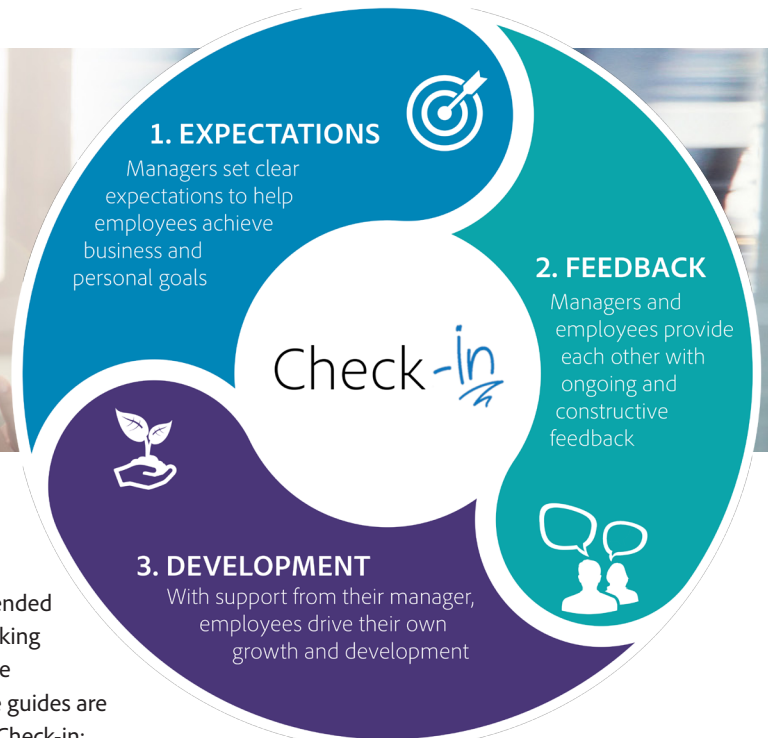 1. EXPECTATIONS
Managers set clear
expectations to help
employees achieve
business and
personal goals
2. FEEDBACK
Managers and
employees provide
each other with
ongoing and
constructive
feedback
Check-in
3. DEVELOPMENT
With support from their manager,
employees drive their own
growth and development
guides are
Check-in: